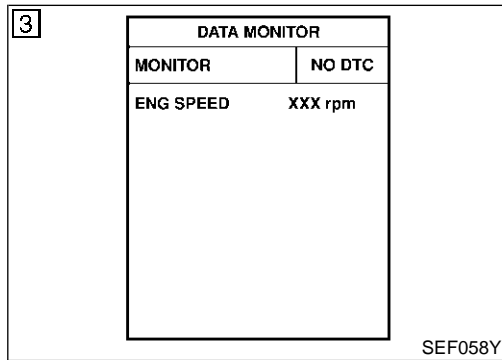 3
DATA MONITOR
MONITOR NO DTC
ENG SPEED XXX rpm
SEF058Y